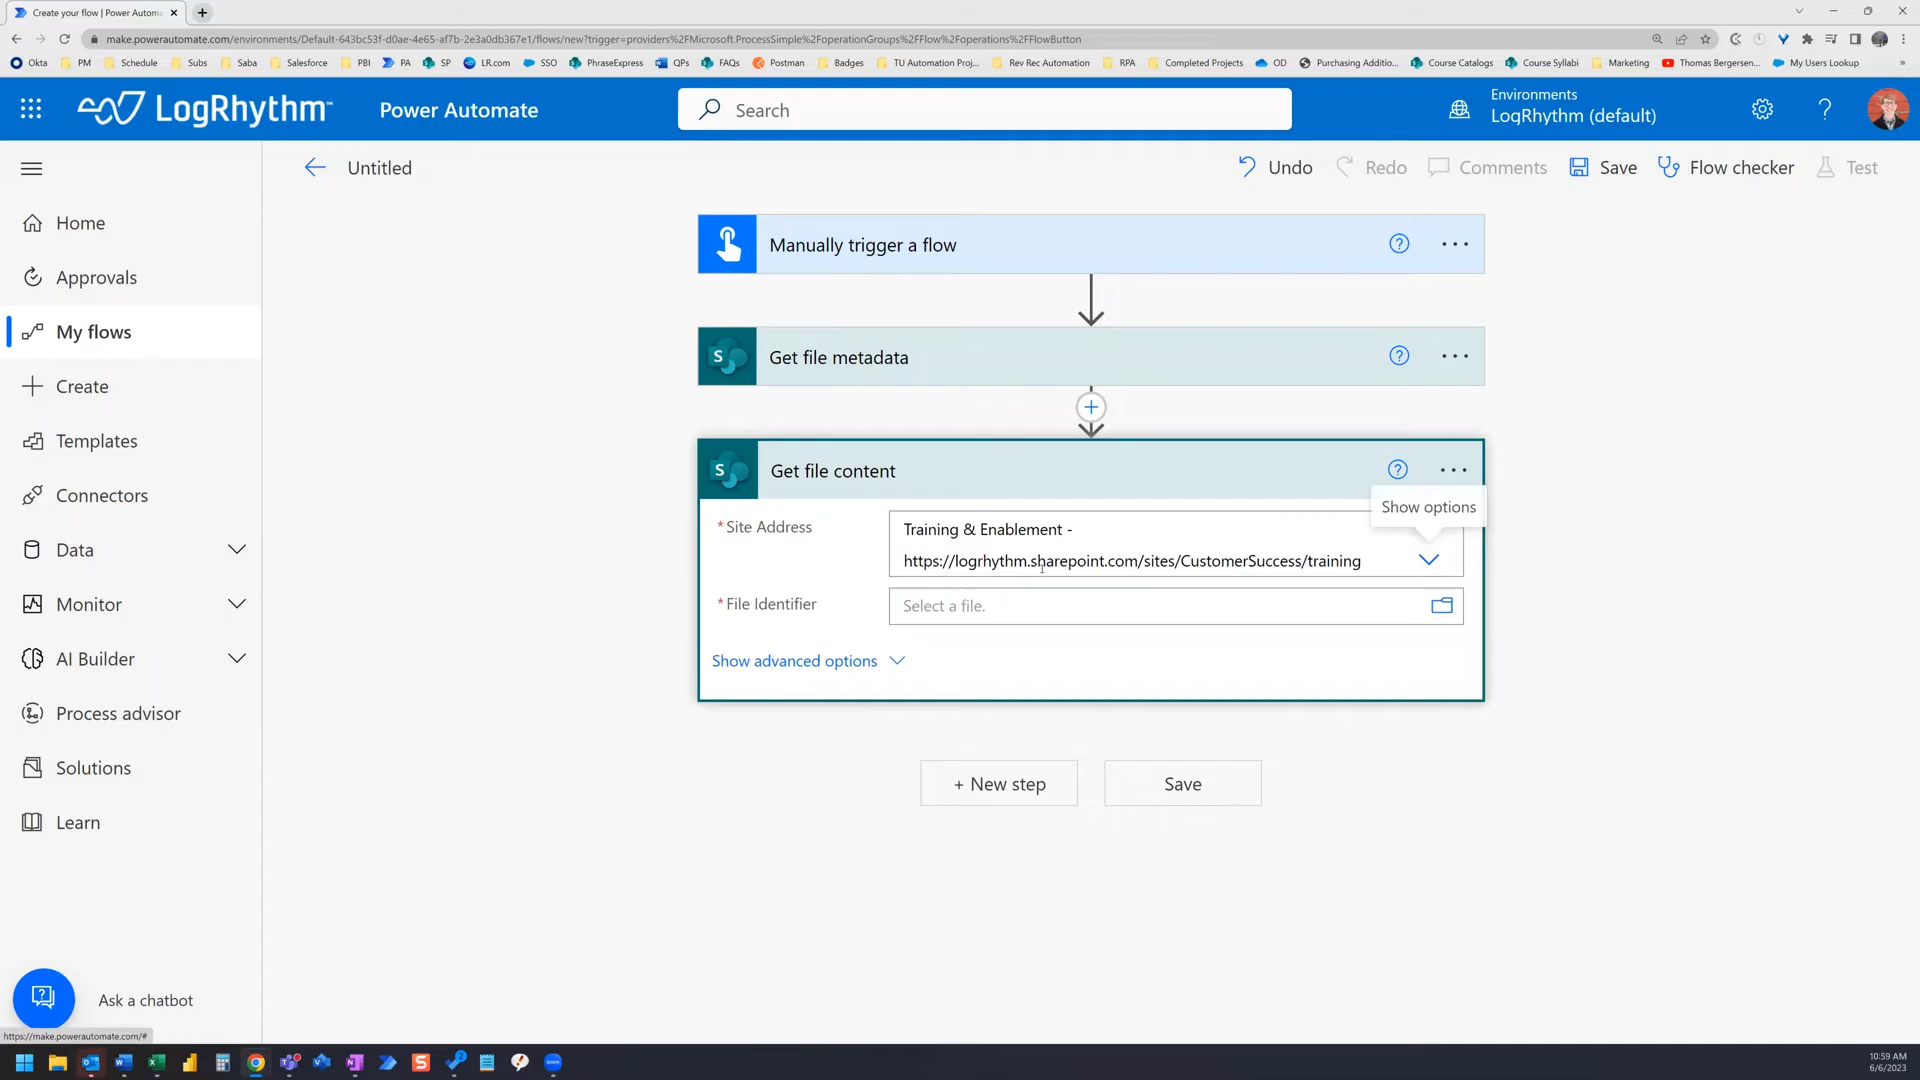 Create your flow | Power Automa
make.powerautomate.com/environments/Default-643bc53f-d0ae-4e65-af7b-2e3a0db367e1/flows/new?trigger=providers%2FMicrosoft.ProcessSimple%2FoperationGroups%2FFlow%2Foperations%2FFlowButton
Okta PM Schedule Subs Saba Salesforce PBI PA SP LR.com SSO PhraseExpress QPs FAQs Postman Badges TU Automation Proj... Rev Rec Automation RPA Completed Projects OD Purchasing Additio... Course Catalogs Course Syllabi Marketing Thomas Bergersen... My Users Lookup »
LogRhythm™
Power Automate
Search
Environments
LogRhythm (default)
?
Untitled
Undo
Redo
Comments
Save
Flow checker
Test
Home
Approvals
My flows
Create
Templates
Connectors
Data
Monitor
AI Builder
Process advisor
Solutions
Learn
Ask a chatbot
Manually trigger a flow
? ...
S
Get file metadata
? ...
+
S
Get file content
? ...
Show options
*Site Address
Training & Enablement -
https://logrhythm.sharepoint.com/sites/CustomerSuccess/training
*File Identifier
Select a file.
Show advanced options
+ New step
Save
https://make.powerautomate.com/#
10:59 AM
6/6/2023